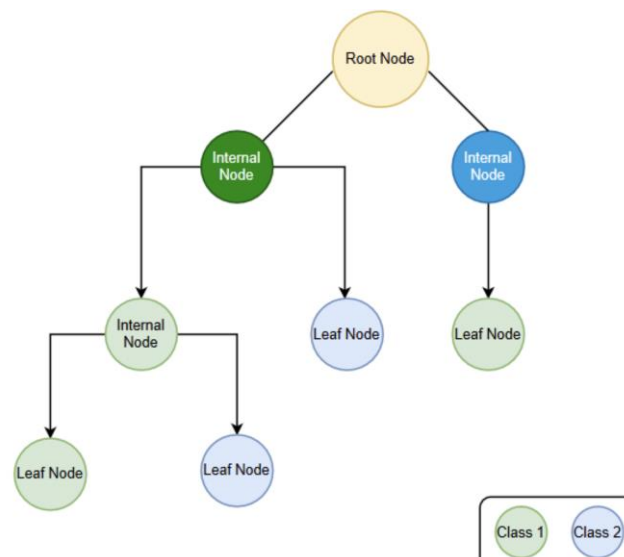 Root Node
Internal
Node
Internal
Node
Internal
Node
Leaf Node
Leaf Node
Leaf Node
Leaf Node
Class 1
Class 2